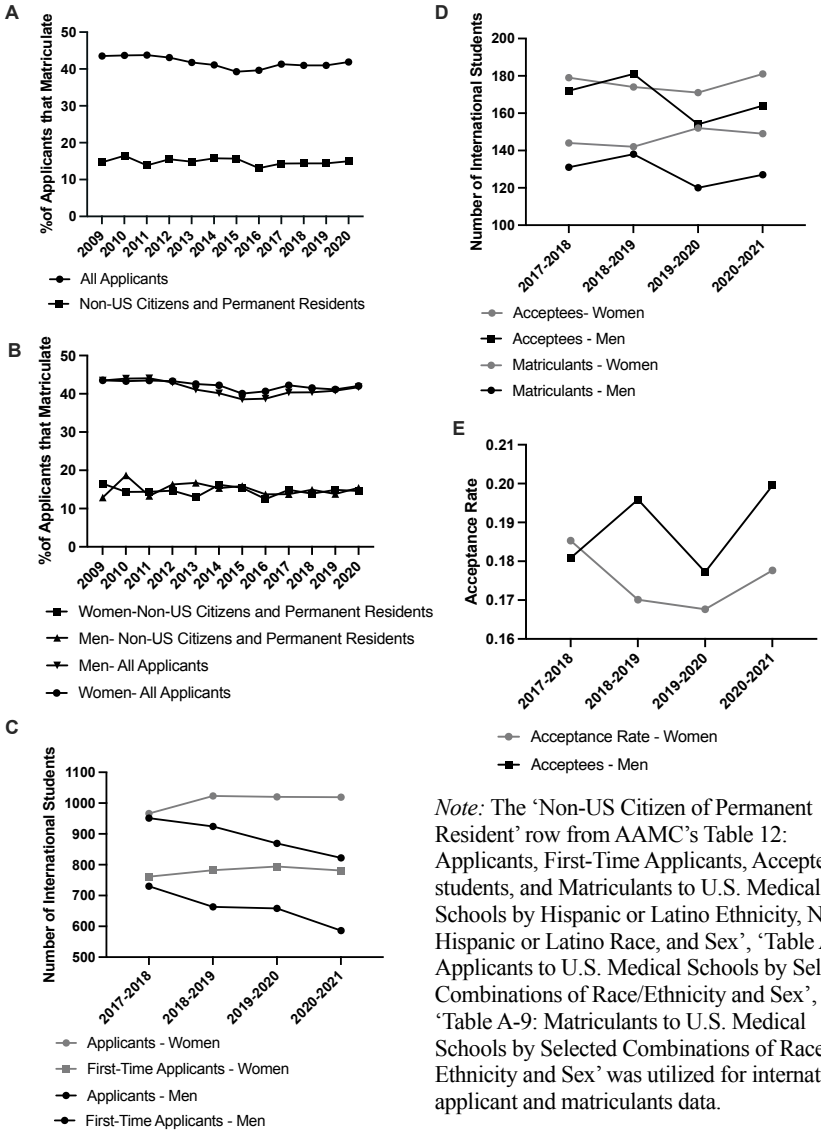 A
%of Applicants that Matriculate
50
40
30
20
10
0
2009
2010
2011
2012
2013
2014
2015
2016
2017
2018
2019
2020
All Applicants
Non-US Citizens and Permanent Residents
B
%of Applicants that Matriculate
50
40
30
20
10
0
2009
2010
2011
2012
2013
2014
2015
2016
2017
2018
2019
2020
Women-Non-US Citizens and Permanent Residents
Men- Non-US Citizens and Permanent Residents
Men- All Applicants
Women- All Applicants
C
Number of International Students
1100
1000
900
800
700
600
500
2017-2018
2018-2019
2019-2020
2020-2021
Applicants - Women
First-Time Applicants - Women
Applicants - Men
First-Time Applicants - Men
D
Number of International Students
200
180
160
140
120
100
2017-2018
2018-2019
2019-2020
2020-2021
Acceptees- Women
Acceptees - Men
Matriculants - Women
Matriculants - Men
E
Acceptance Rate
0.21
0.20
0.19
0.18
0.17
0.16
2017-2018
2018-2019
2019-2020
2020-2021
Acceptance Rate - Women
Acceptees - Men
Note: The ‘Non-US Citizen of Permanent
Resident’ row from AAMC’s Table 12:
Applicants, First-Time Applicants, Accepte
students, and Matriculants to U.S. Medical
Schools by Hispanic or Latino Ethnicity, N
Hispanic or Latino Race, and Sex’, ‘Table
Applicants to U.S. Medical Schools by Sel
Combinations of Race/Ethnicity and Sex’,
‘Table A-9: Matriculants to U.S. Medical
Schools by Selected Combinations of Race
Ethnicity and Sex’ was utilized for internat
applicant and matriculants data.